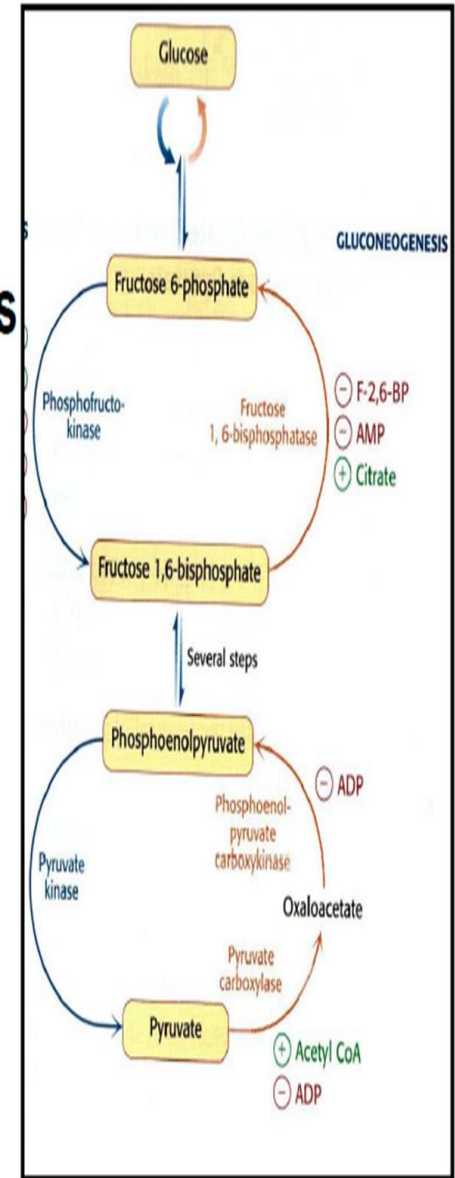 Glucose
S
GLUCONEOGENESIS
Fructose 6-phosphate
s
Phosphofructo-
kinase
Fructose
1, 6-bisphosphatase
− F-2,6-BP
− AMP
+ Citrate
Fructose 1,6-bisphosphate
Several steps
Phosphoenolpyruvate
− ADP
Phosphoenol-
pyruvate
carboxykinase
Pyruvate
kinase
Oxaloacetate
Pyruvate
carboxylase
Pyruvate
+ Acetyl CoA
− ADP